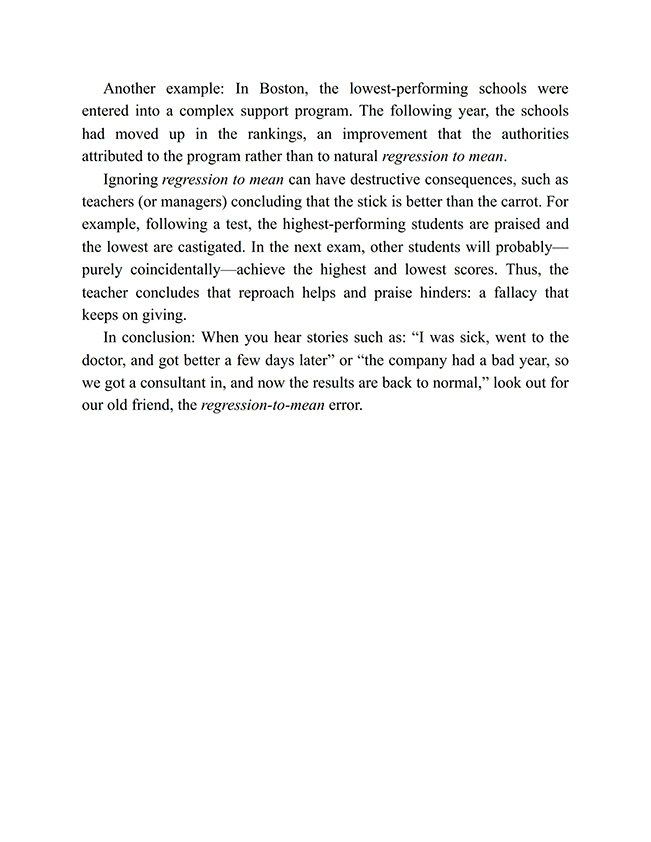 Another example: In Boston, the lowest-performing schools were
entered into a complex support program. The following year, the schools
had moved up in the rankings, an improvement that the authorities
attributed to the program rather than to natural regression to mean.
Ignoring regression to mean can have destructive consequences, such as
teachers (or managers) concluding that the stick is better than the carrot. For
example, following a test, the highest-performing students are praised and
the lowest are castigated. In the next exam, other students will probably—
purely coincidentally—achieve the highest and lowest scores. Thus, the
teacher concludes that reproach helps and praise hinders: a fallacy that
keeps on giving.
In conclusion: When you hear stories such as: “I was sick, went to the
doctor, and got better a few days later” or “the company had a bad year, so
we got a consultant in, and now the results are back to normal,” look out for
our old friend, the regression-to-mean error.